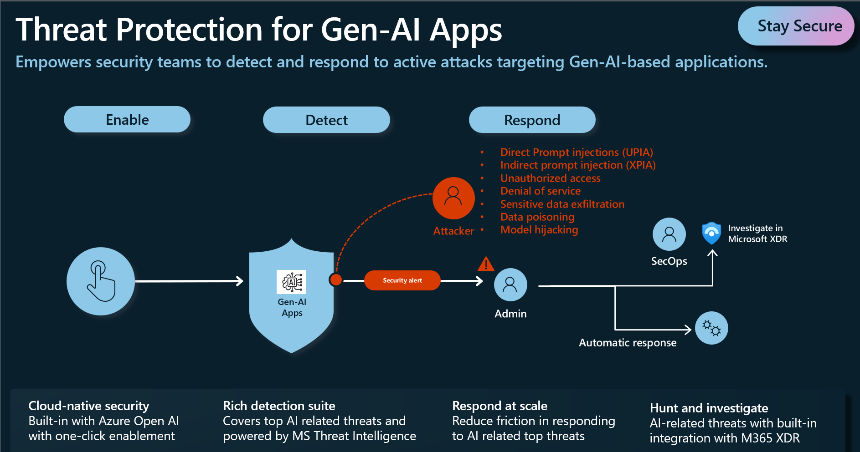 Threat Protection for Gen-AI Apps
Stay Secure
Empowers security teams to detect and respond to active attacks targeting Gen-AI-based applications.
Enable
Detect
Respond
• Direct Prompt injections (UPIA)
• Indirect prompt injection (XPIA)
• Unauthorized access
• Denial of service
• Sensitive data exfiltration
• Data poisoning
• Model hijacking
Attacker
SecOps
Investigate in
Microsoft XDR
AI
Gen-AI
Apps
Security alert
Admin
Automatic response
Cloud-native security
Built-in with Azure Open AI
with one-click enablement
Rich detection suite
Covers top AI related threats and
powered by MS Threat Intelligence
Respond at scale
Reduce friction in responding
to AI related top threats
Hunt and investigate
AI-related threats with built-in
integration with M365 XDR